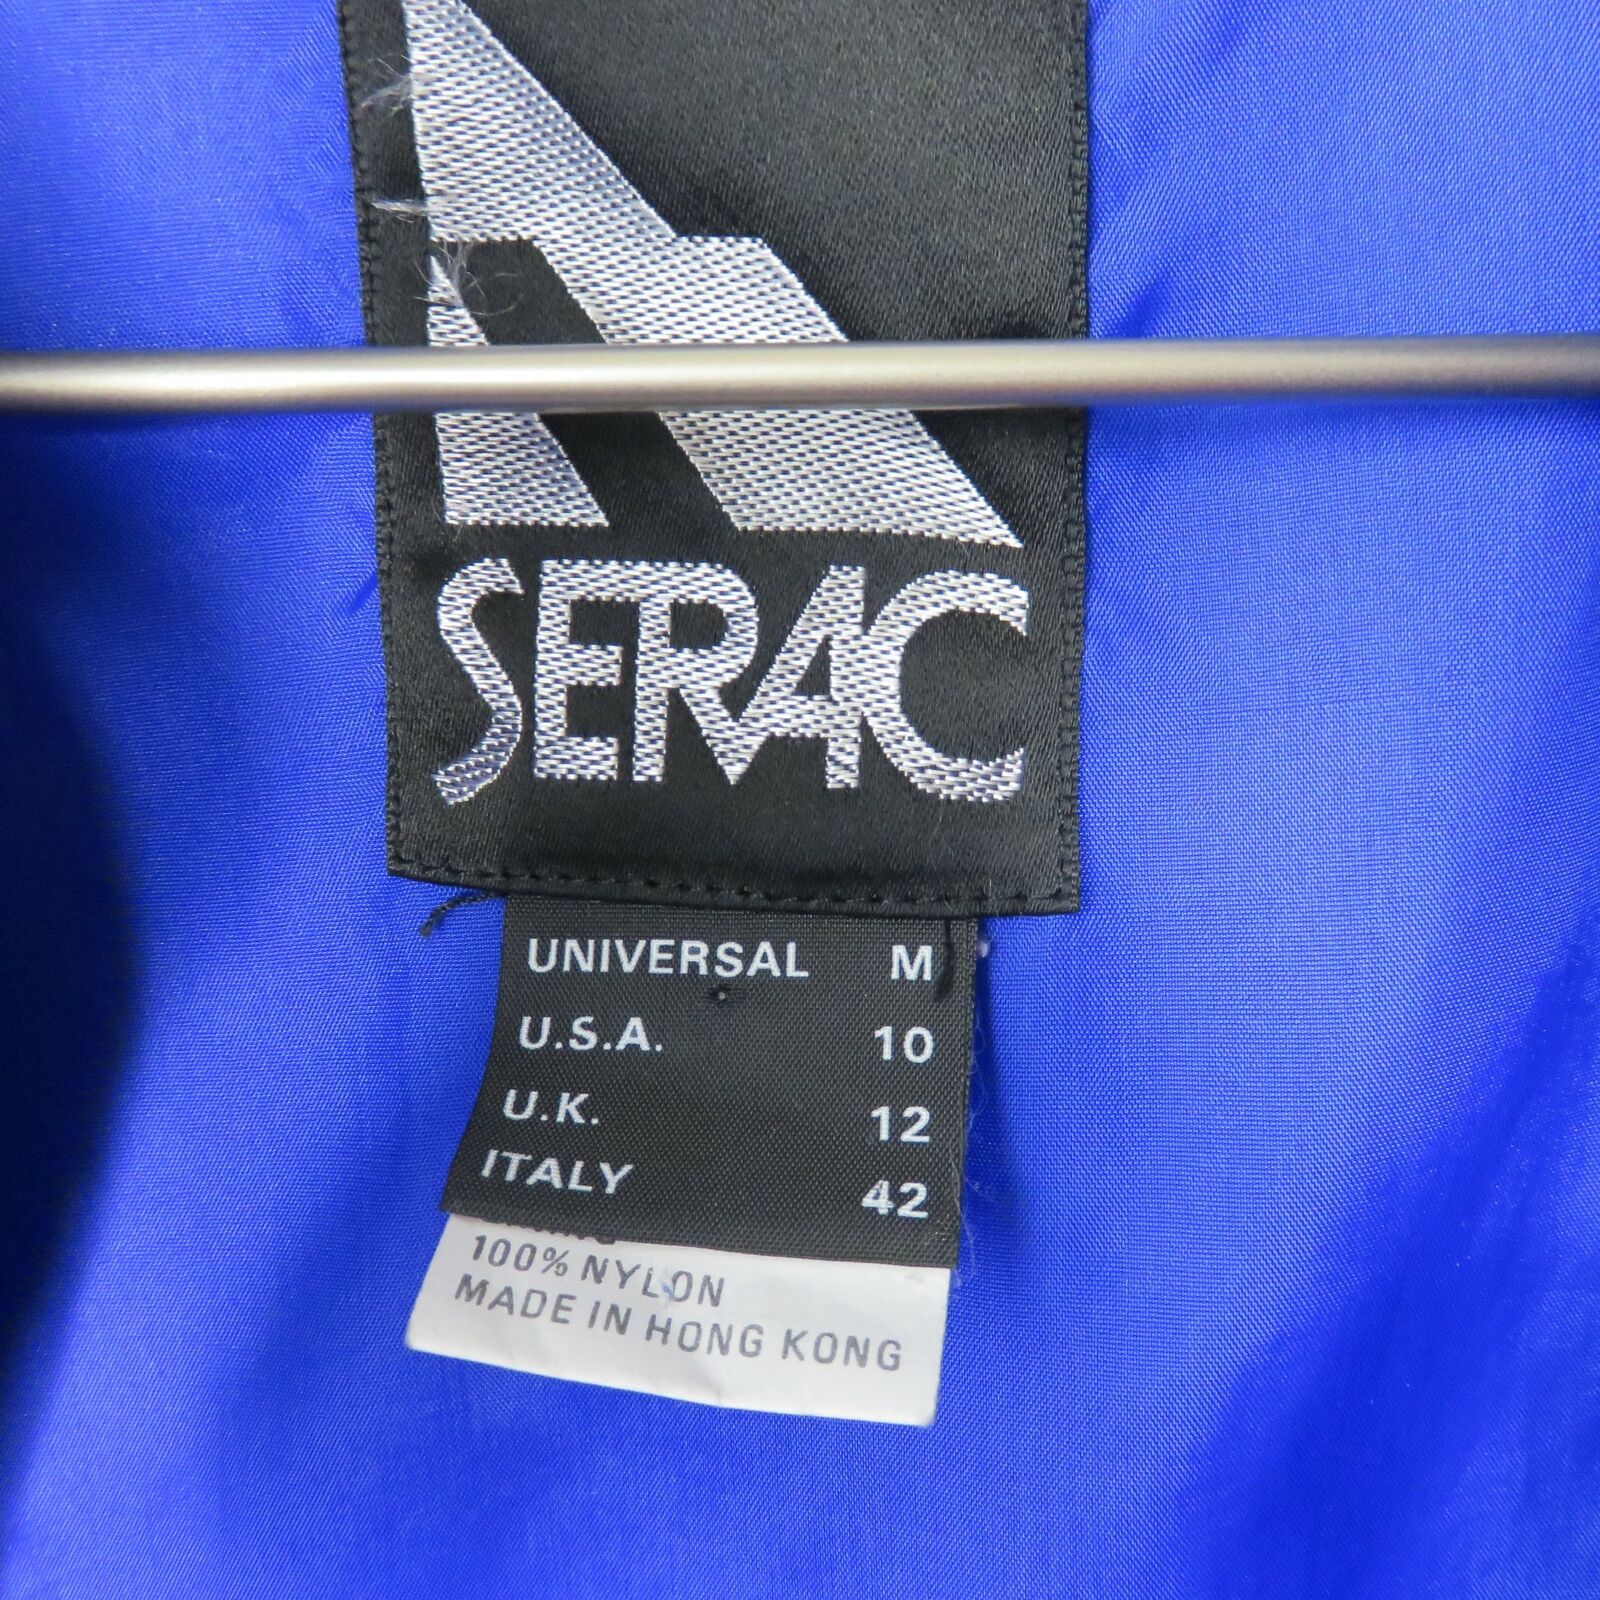 SERAC
UNIVERSAL M
U.S.A. 10
U.K. 12
ITALY 42
100% NYLON
MADE IN HONG KONG